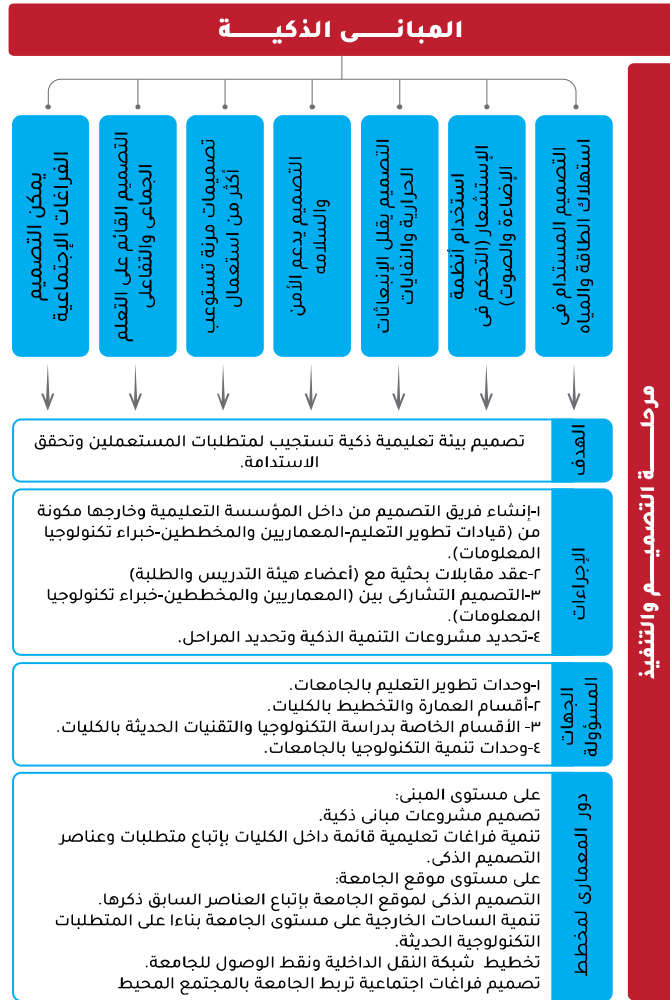 المبانى الذكية
مرحلة التصميم والتنفيذ
التصميم المستدام فى
استهلاك الطاقة والمياه
استخدام أنظمة
الإستشعار (التحكم فى
الإضاءة والصوت)
التصميم يقلل الإنبعاثات
الحرارية والنفايات
التصميم يدعم الأمن
والسلامه
تصميمات مرنة تستوعب
أكثر من استعمال
التصميم القائم على التعلم
الجماعى والتفاعلى
يمكن التصميم
الفراغات الإجتماعية
الهدف
تصميم بيئة تعليمية ذكية تستجيب لمتطلبات المستعملين وتحقق
الاستدامة.
الإجراءات
١-إنشاء فريق التصميم من داخل المؤسسة التعليمية وخارجها مكونة
من (قيادات تطوير التعليم-المعماريين والمخططين-خبراء تكنولوجيا
المعلومات).
٢-عقد مقابلات بحثية مع (أعضاء هيئة التدريس والطلبة)
٣-التصميم التشاركى بين (المعماريين والمخططين-خبراء تكنولوجيا
المعلومات).
٤-تحديد مشروعات التنمية الذكية وتحديد المراحل.
الجهات
المسؤولة
١-وحدات تطوير التعليم بالجامعات.
٢-أقسام العمارة والتخطيط بالكليات.
٣- الأقسام الخاصة بدراسة التكنولوجيا والتقنيات الحديثة بالكليات.
٤-وحدات تنمية التكنولوجيا بالجامعات.
دور المعمارى لمخطط
على مستوى المبنى:
تصميم مشروعات مبانى ذكية.
تنمية فراغات تعليمية قائمة داخل الكليات بإتباع متطلبات وعناصر
التصميم الذكى.
على مستوى موقع الجامعة:
التصميم الذكى لموقع الجامعة بإتباع العناصر السابق ذكرها.
تنمية الساحات الخارجية على مستوى الجامعة بناءا على المتطلبات
التكنولوجية الحديثة.
تخطيط شبكة النقل الداخلية ونقط الوصول للجامعة.
تصميم فراغات اجتماعية تربط الجامعة بالمجتمع المحيط